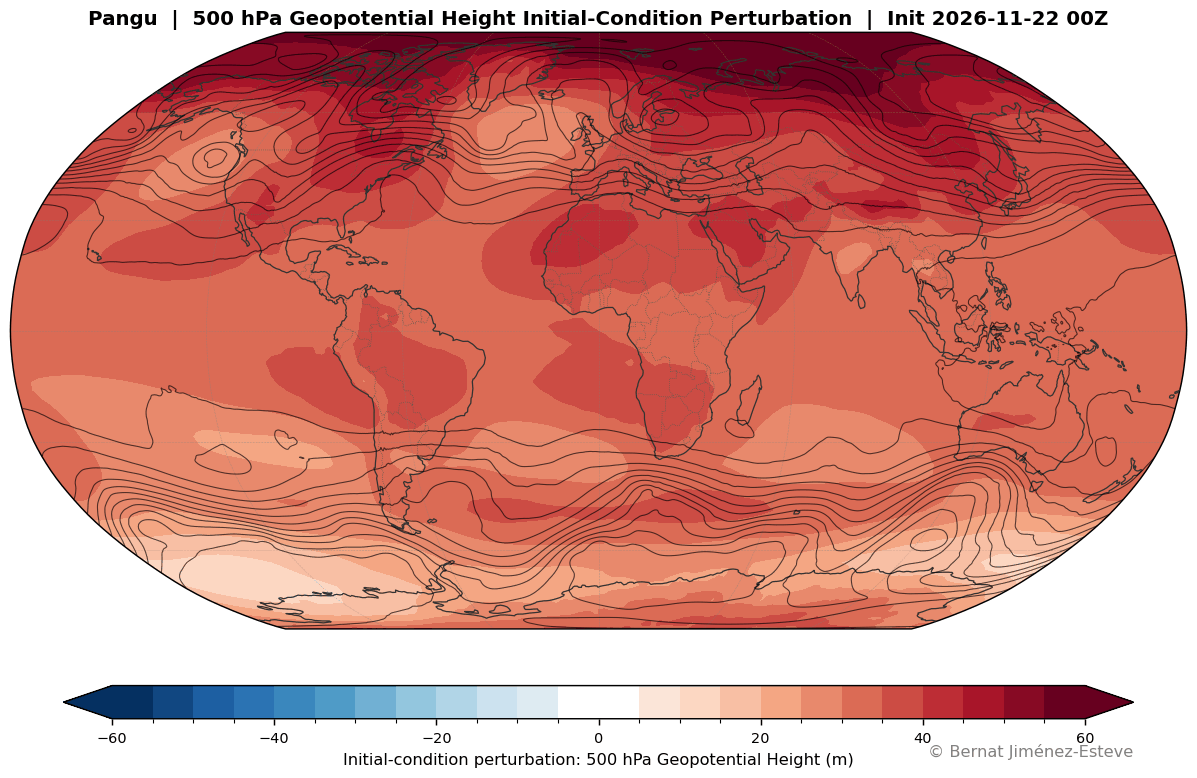 Pangu | 500 hPa Geopotential Height Initial-Condition Perturbation | Init 2026-11-22 00Z
−60 −40 −20 0 20 40 60
© Bernat Jiménez-Esteve
Initial-condition perturbation: 500 hPa Geopotential Height (m)